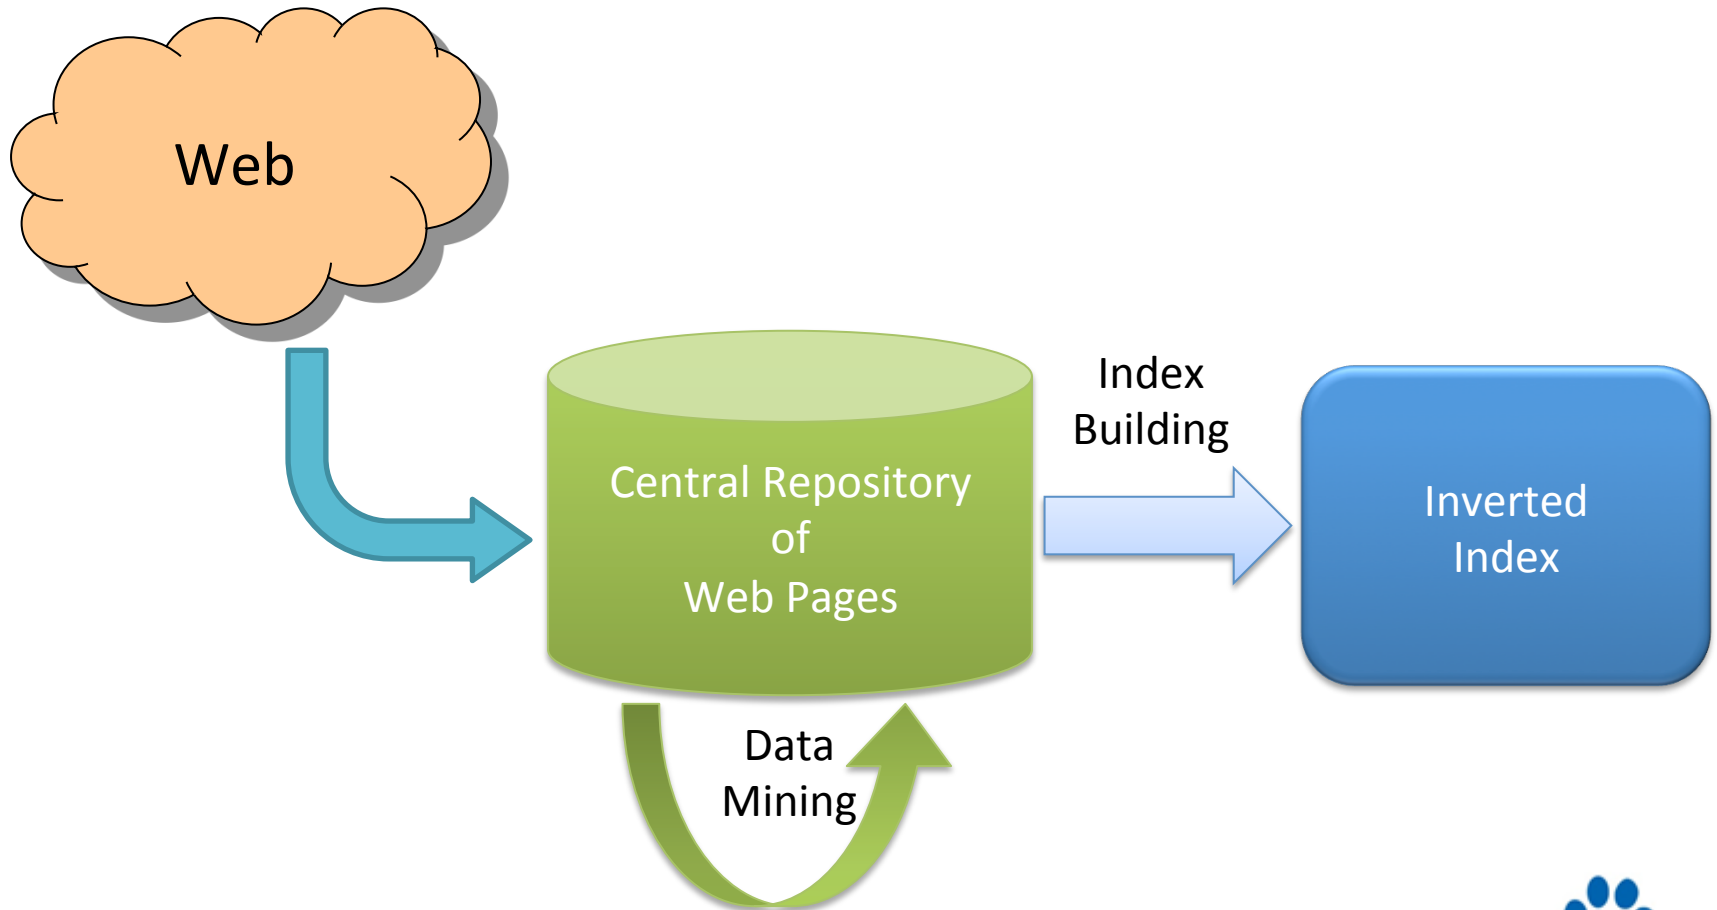 Web
Central Repository
of
Web Pages
Index
Building
Inverted
Index
Data
Mining